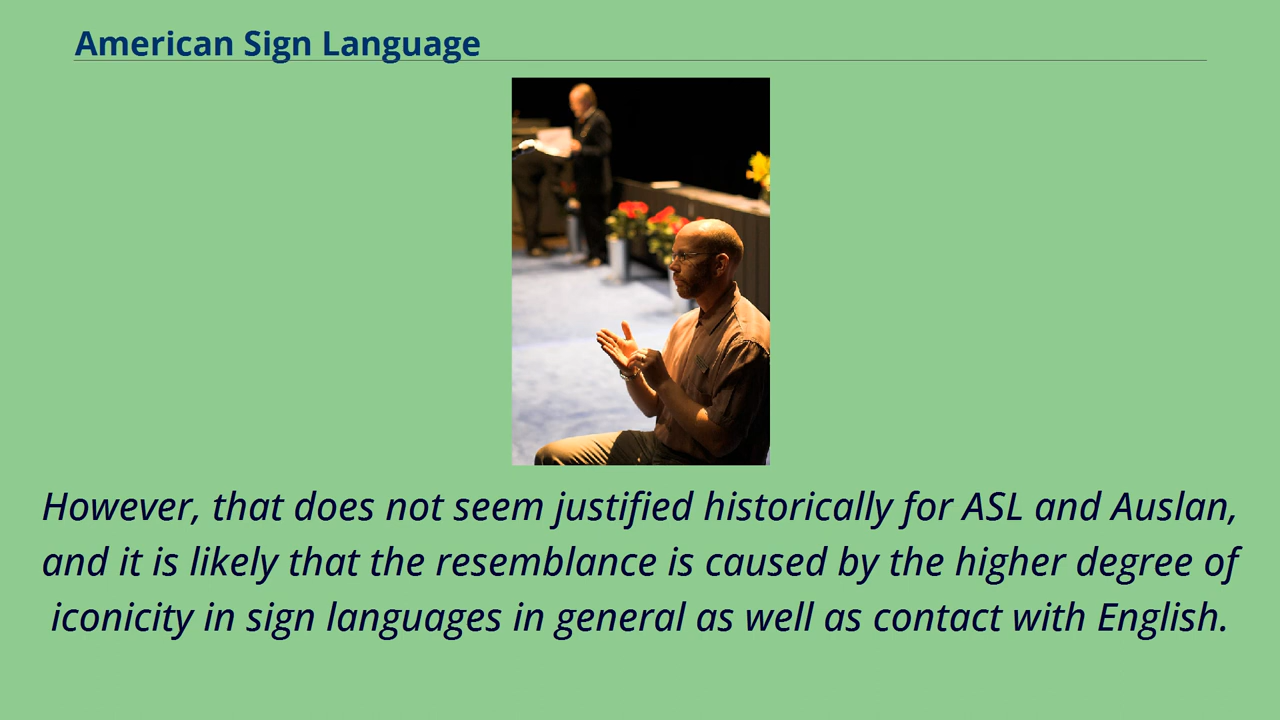 American Sign Language
However, that does not seem justified historically for ASL and Auslan,
and it is likely that the resemblance is caused by the higher degree of
iconicity in sign languages in general as well as contact with English.